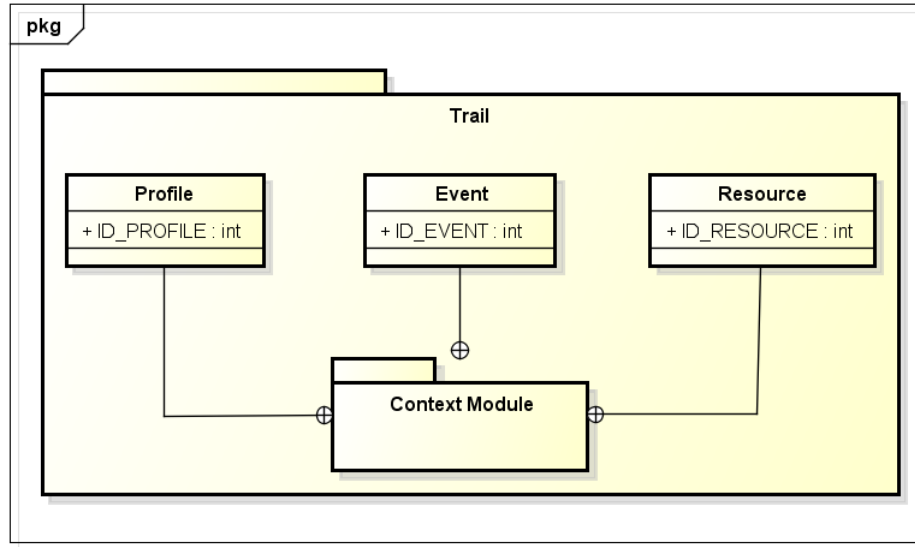 pkg
Trail
Profile
+ ID_PROFILE : int
Event
+ ID_EVENT : int
Resource
+ ID_RESOURCE : int
Context Module